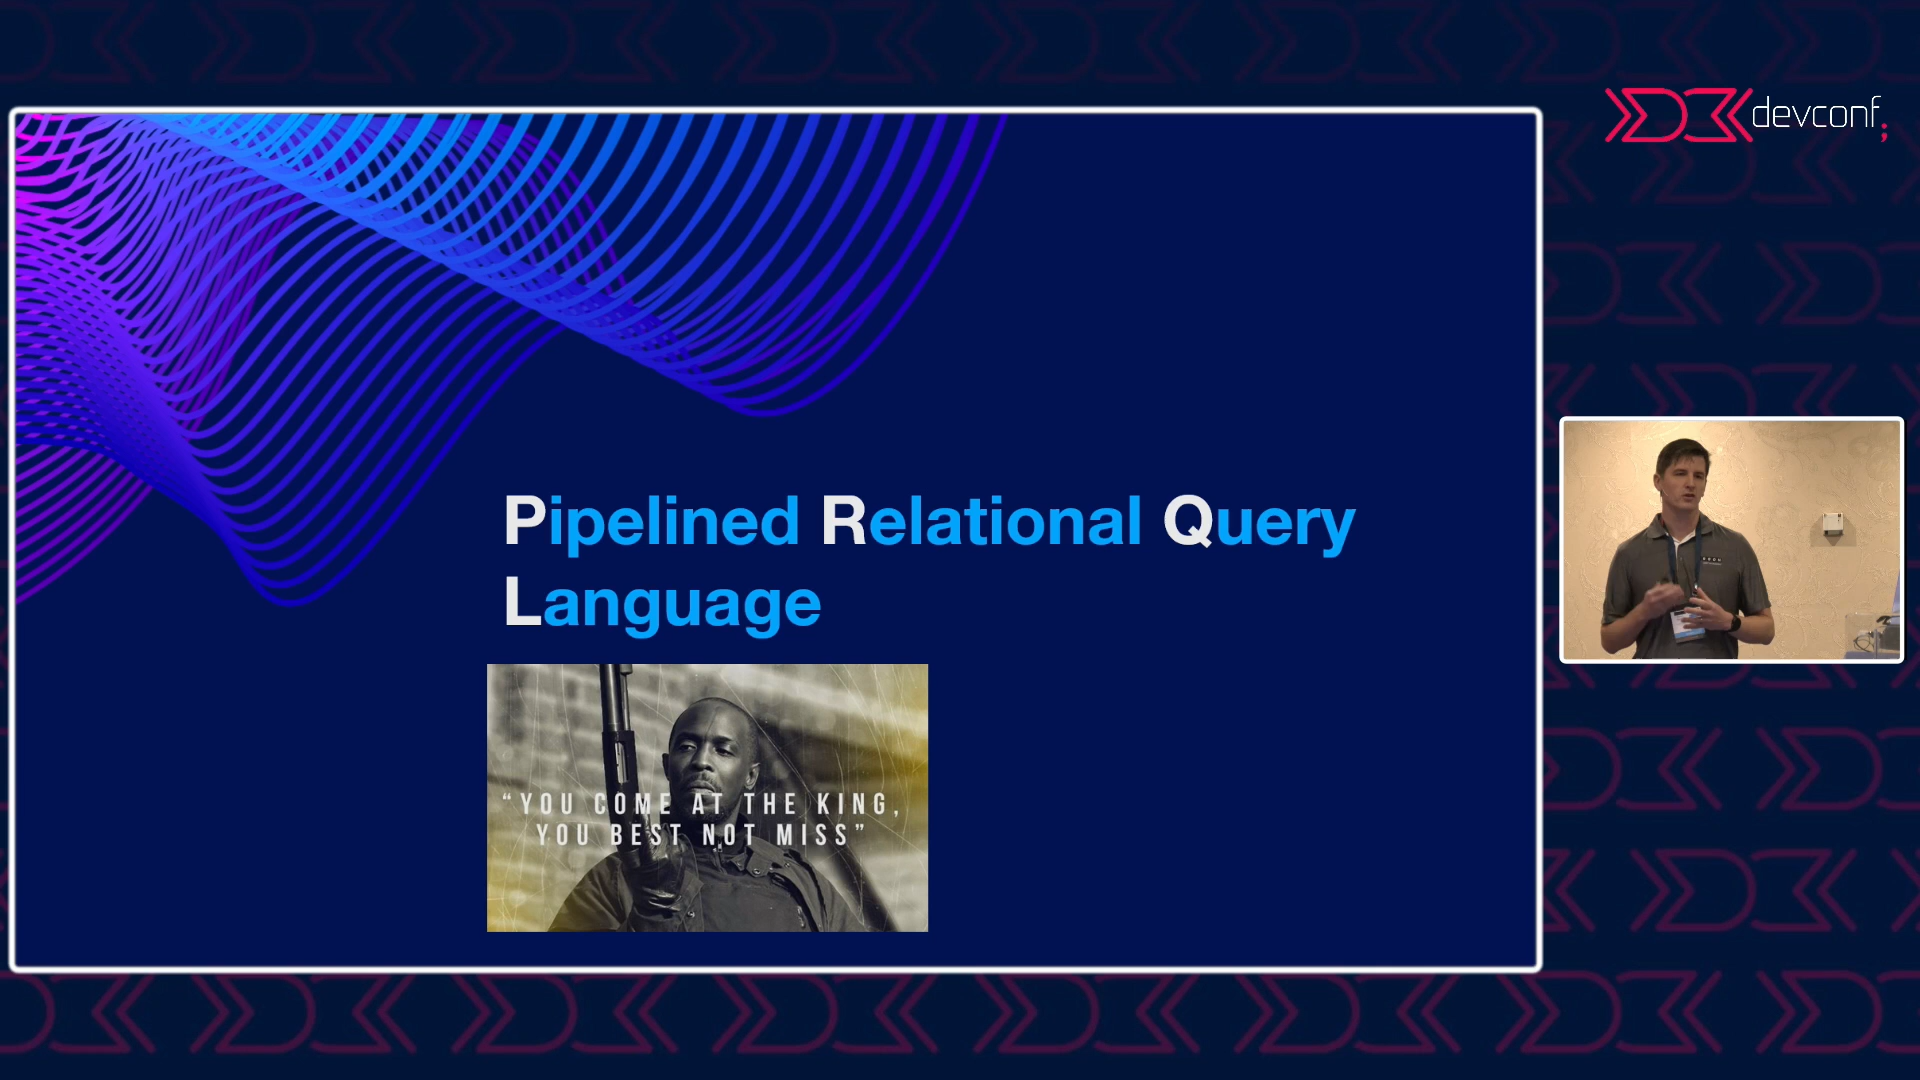 devconf;
Pipelined Relational Query
Language
“YOU COME AT THE KING,
YOU BEST NOT MISS”